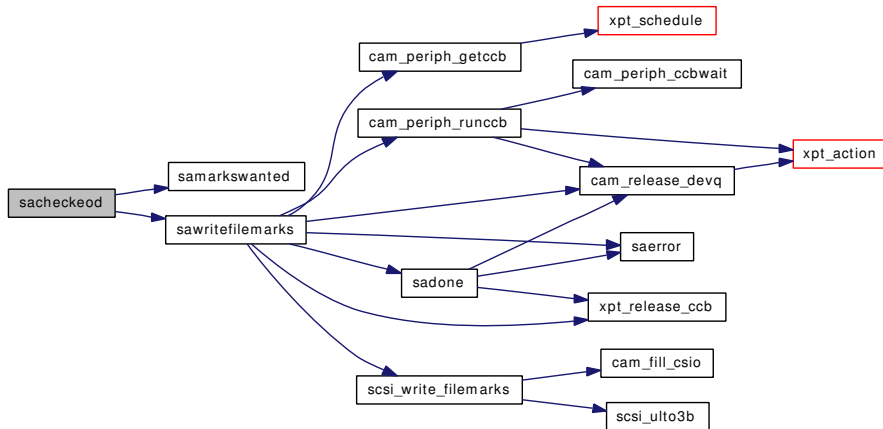 xpt_schedule
cam_periph_getccb
cam_periph_ccbwait
cam_periph_runccb
xpt_action
samarkswanted
cam_release_devq
sacheckeod
sawritefilemarks
saerror
sadone
xpt_release_ccb
cam_fill_csio
scsi_write_filemarks
scsi_ulto3b